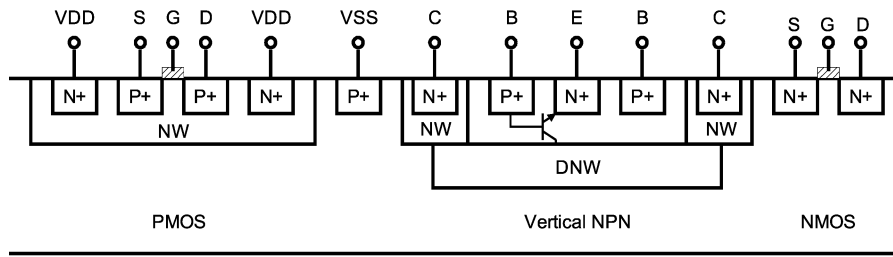 VDD S G D VDD VSS C B E B C S G D
N+ P+ P+ N+ P+ N+ P+ N+ P+ N+ N+ N+
NW NW NW
DNW
PMOS Vertical NPN NMOS